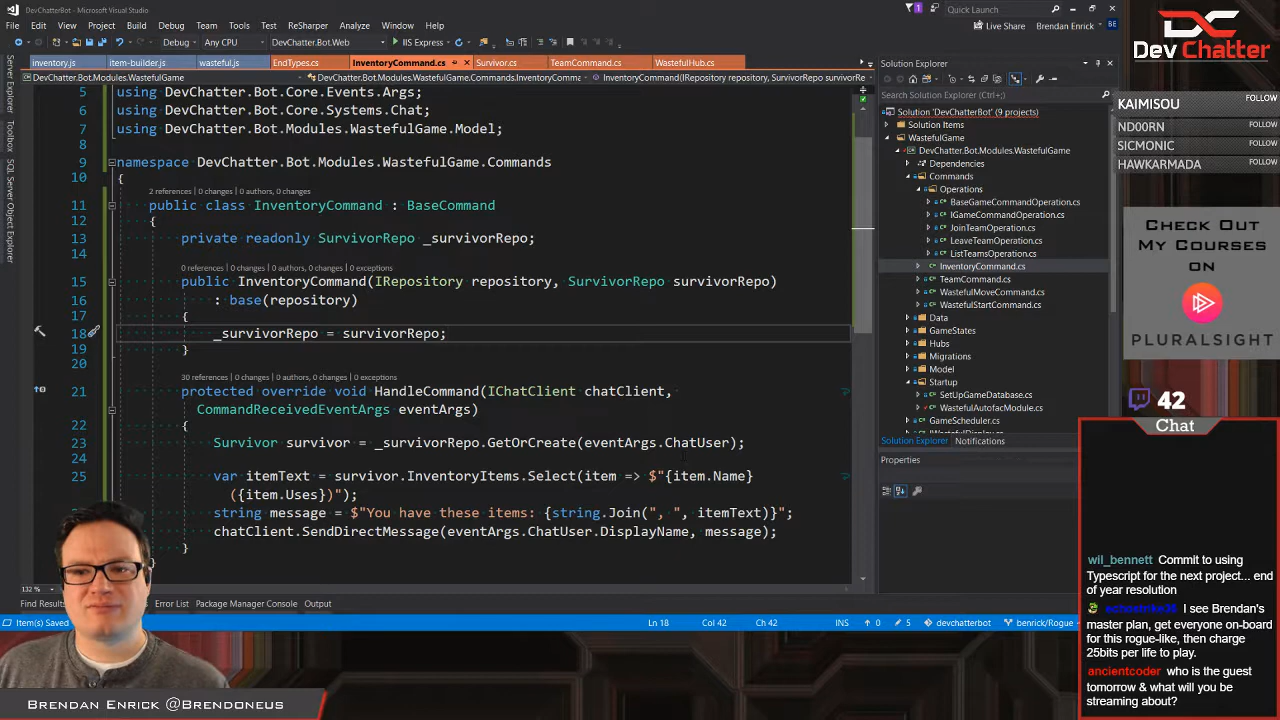 DevChatterBot - Microsoft Visual Studio
1
Quick Launch
File Edit View Project Build Debug Team Tools Test ReSharper Analyze Window Help
Live Share Brendan Enrick BE
Debug Any CPU DevChatter.Bot.Web IIS Express
inventory.js item-builder.js wasteful.js EndTypes.cs InventoryCommand.cs Survivor.cs TeamCommand.cs WastefulHub.cs
DevChatter.Bot.Modules.WastefulGame DevChatter.Bot.Modules.WastefulGame.Commands.InventoryComma InventoryCommand(IRepository repository, SurvivorRepo survivorRe
Server Explorer
Toolbox
SQL Server Object Explorer
5 using DevChatter.Bot.Core.Events.Args;
6 using DevChatter.Bot.Core.Systems.Chat;
7 using DevChatter.Bot.Modules.WastefulGame.Model;
8
9 namespace DevChatter.Bot.Modules.WastefulGame.Commands
10 {
2 references | 0 changes | 0 authors, 0 changes
11 public class InventoryCommand : BaseCommand
12 {
13 private readonly SurvivorRepo _survivorRepo;
14
0 references | 0 changes | 0 authors, 0 changes | 0 exceptions
15 public InventoryCommand(IRepository repository, SurvivorRepo survivorRepo)
16 : base(repository)
17 {
18 _survivorRepo = survivorRepo;
19 }
20
30 references | 0 changes | 0 authors, 0 changes | 0 exceptions
21 protected override void HandleCommand(IChatClient chatClient,
CommandReceivedEventArgs eventArgs)
22 {
23 Survivor survivor = _survivorRepo.GetOrCreate(eventArgs.ChatUser);
24
25 var itemText = survivor.InventoryItems.Select(item => $"{item.Name}
({item.Uses})");
string message = $"You have these items: {string.Join(", ", itemText)}";
chatClient.SendDirectMessage(eventArgs.ChatUser.DisplayName, message);
}
}
132 %
Find Results Error List Package Manager Console Output
Item(s) Saved Ln 18 Col 42 Ch 42 INS 0 5 devchatterbot benrick/Rogue
Solution Explorer
Search Solution Explorer (Ctrl+;)
Solution 'DevChatterBot' (9 projects)
Solution Items
WastefulGame
DevChatter.Bot.Modules.WastefulGame
Dependencies
Commands
Operations
BaseGameCommandOperation.cs
IGameCommandOperation.cs
JoinTeamOperation.cs
LeaveTeamOperation.cs
ListTeamsOperation.cs
InventoryCommand.cs
TeamCommand.cs
WastefulMoveCommand.cs
WastefulStartCommand.cs
Data
GameStates
Hubs
Migrations
Model
Startup
SetUpGameDatabase.cs
WastefulAutofacModule.cs
GameScheduler.cs
Solution Explorer Notifications
Properties
DC
Dev Chatter
KAIMISOU FOLLOW
ND00RN FOLLOW
SICMONIC FOLLOW
HAWKARMADA FOLLOW
CHECK OUT
MY COURSES
ON
PLURALSIGHT
42
Chat
wil_bennett Commit to using
Typescript for the next project... end
of year resolution
I see Brendan's
master plan, get everyone on-board
for this rogue-like, then charge
25bits per life to play.
ancientcoder who is the guest
tomorrow & what will you be
streaming about?
BRENDAN ENRICK @BRENDONEUS